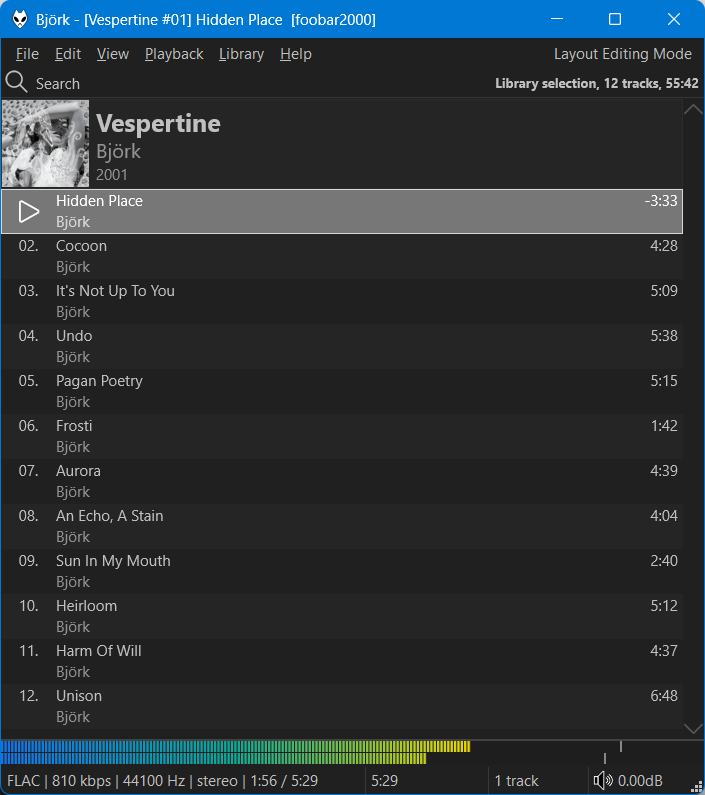 Björk - [Vespertine #01] Hidden Place [foobar2000]
File Edit View Playback Library Help Layout Editing Mode
Search Library selection, 12 tracks, 55:42
Vespertine
Björk
2001
Hidden Place -3:33
Björk
02. Cocoon 4:28
Björk
03. It's Not Up To You 5:09
Björk
04. Undo 5:38
Björk
05. Pagan Poetry 5:15
Björk
06. Frosti 1:42
Björk
07. Aurora 4:39
Björk
08. An Echo, A Stain 4:04
Björk
09. Sun In My Mouth 2:40
Björk
10. Heirloom 5:12
Björk
11. Harm Of Will 4:37
Björk
12. Unison 6:48
Björk
FLAC | 810 kbps | 44100 Hz | stereo | 1:56 / 5:29 5:29 1 track 0.00dB